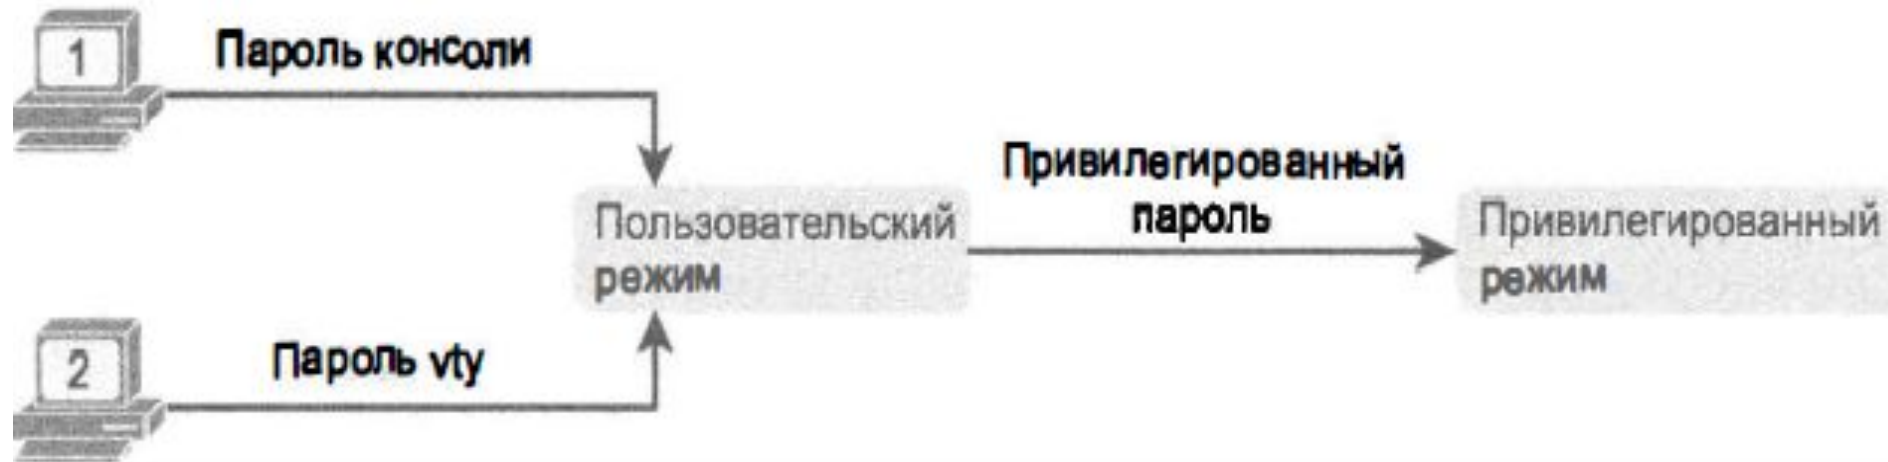 1
Пароль консоли
Привилегированный
пароль
Пользовательский
режим
Привилегированный
режим
2
Пароль vty